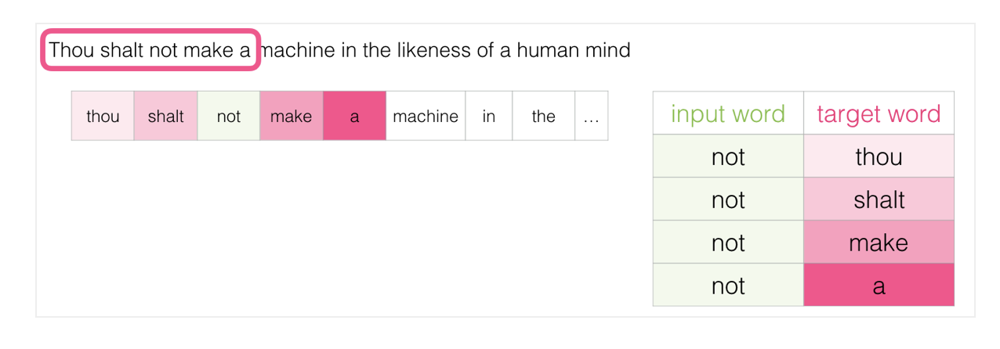 Thou shalt not make a machine in the likeness of a human mind
thou shalt not make a machine in the ...
input word target word
not thou
not shalt
not make
not a